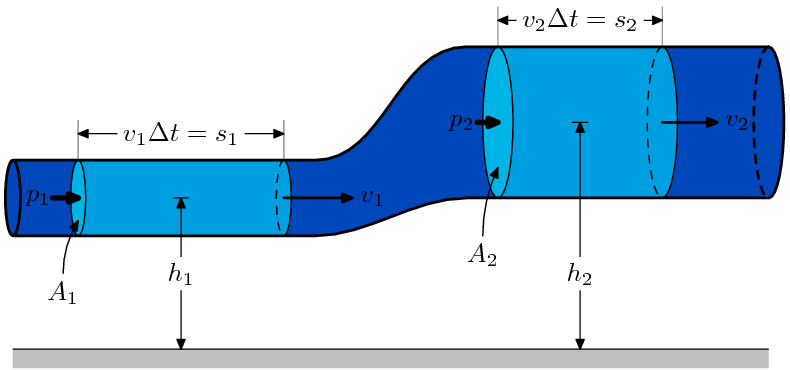 v₂Δt = s₂
v₁Δt = s₁
p₂
v₂
p₁
v₁
A₂
h₁
h₂
A₁